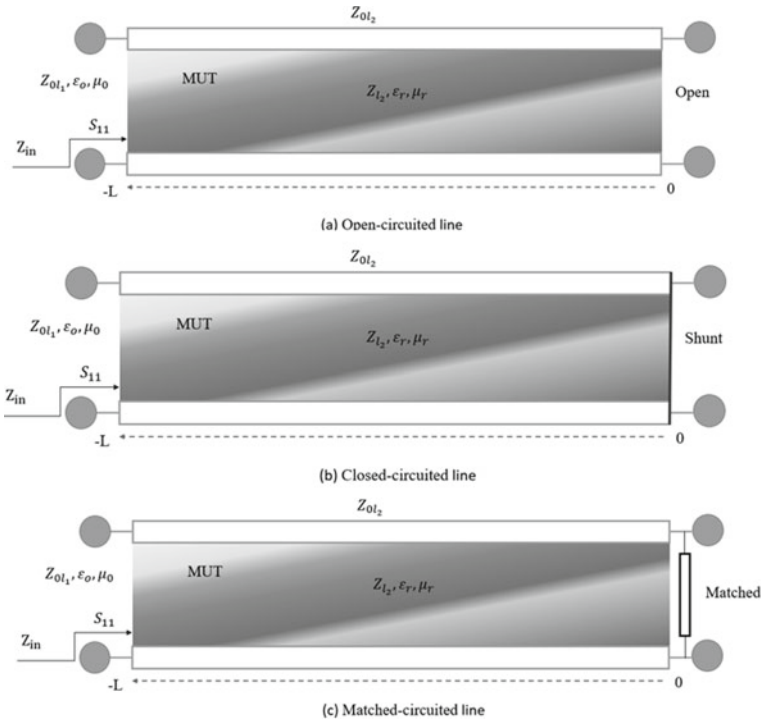 Z₀ₗ₂
Z₀ₗ₁, εₒ, μ₀
MUT
Zₗ₂, εᵣ, μᵣ
Open
S₁₁
Zᵢₙ
-L
0
(a) Open-circuited line
Z₀ₗ₂
Z₀ₗ₁, εₒ, μ₀
MUT
Zₗ₂, εᵣ, μᵣ
Shunt
S₁₁
Zᵢₙ
-L
0
(b) Closed-circuited line
Z₀ₗ₂
Z₀ₗ₁, εₒ, μ₀
MUT
Zₗ₂, εᵣ, μᵣ
Matched
S₁₁
Zᵢₙ
-L
0
(c) Matched-circuited line